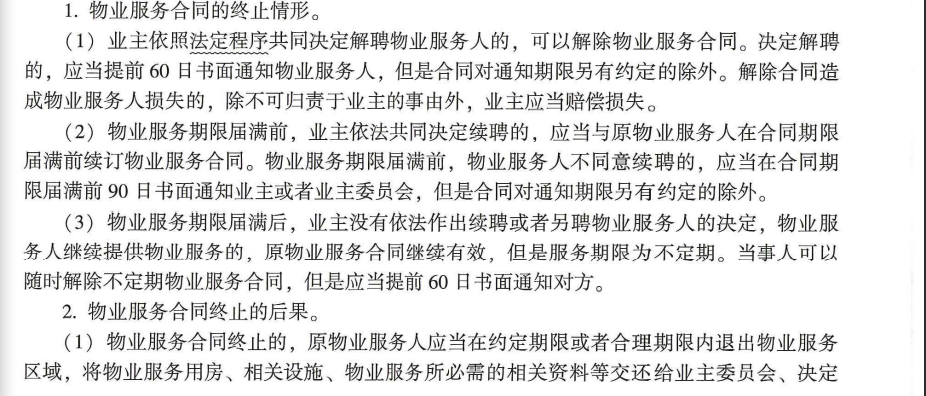 1. 物业服务合同的终止情形。
（1）业主依照法定程序共同决定解聘物业服务人的，可以解除物业服务合同。决定解聘
的，应当提前 60 日书面通知物业服务人，但是合同对通知期限另有约定的除外。解除合同造
成物业服务人损失的，除不可归责于业主的事由外，业主应当赔偿损失。
（2）物业服务期限届满前，业主依法共同决定续聘的，应当与原物业服务人在合同期限
届满前续订物业服务合同。物业服务期限届满前，物业服务人不同意续聘的，应当在合同期
限届满前 90 日书面通知业主或者业主委员会，但是合同对通知期限另有约定的除外。
（3）物业服务期限届满后，业主没有依法作出续聘或者另聘物业服务人的决定，物业服
务人继续提供物业服务的，原物业服务合同继续有效，但是服务期限为不定期。当事人可以
随时解除不定期物业服务合同，但是应当提前 60 日书面通知对方。
2. 物业服务合同终止的后果。
（1）物业服务合同终止的，原物业服务人应当在约定期限或者合理期限内退出物业服务
区域，将物业服务用房、相关设施、物业服务所必需的相关资料等交还给业主委员会、决定